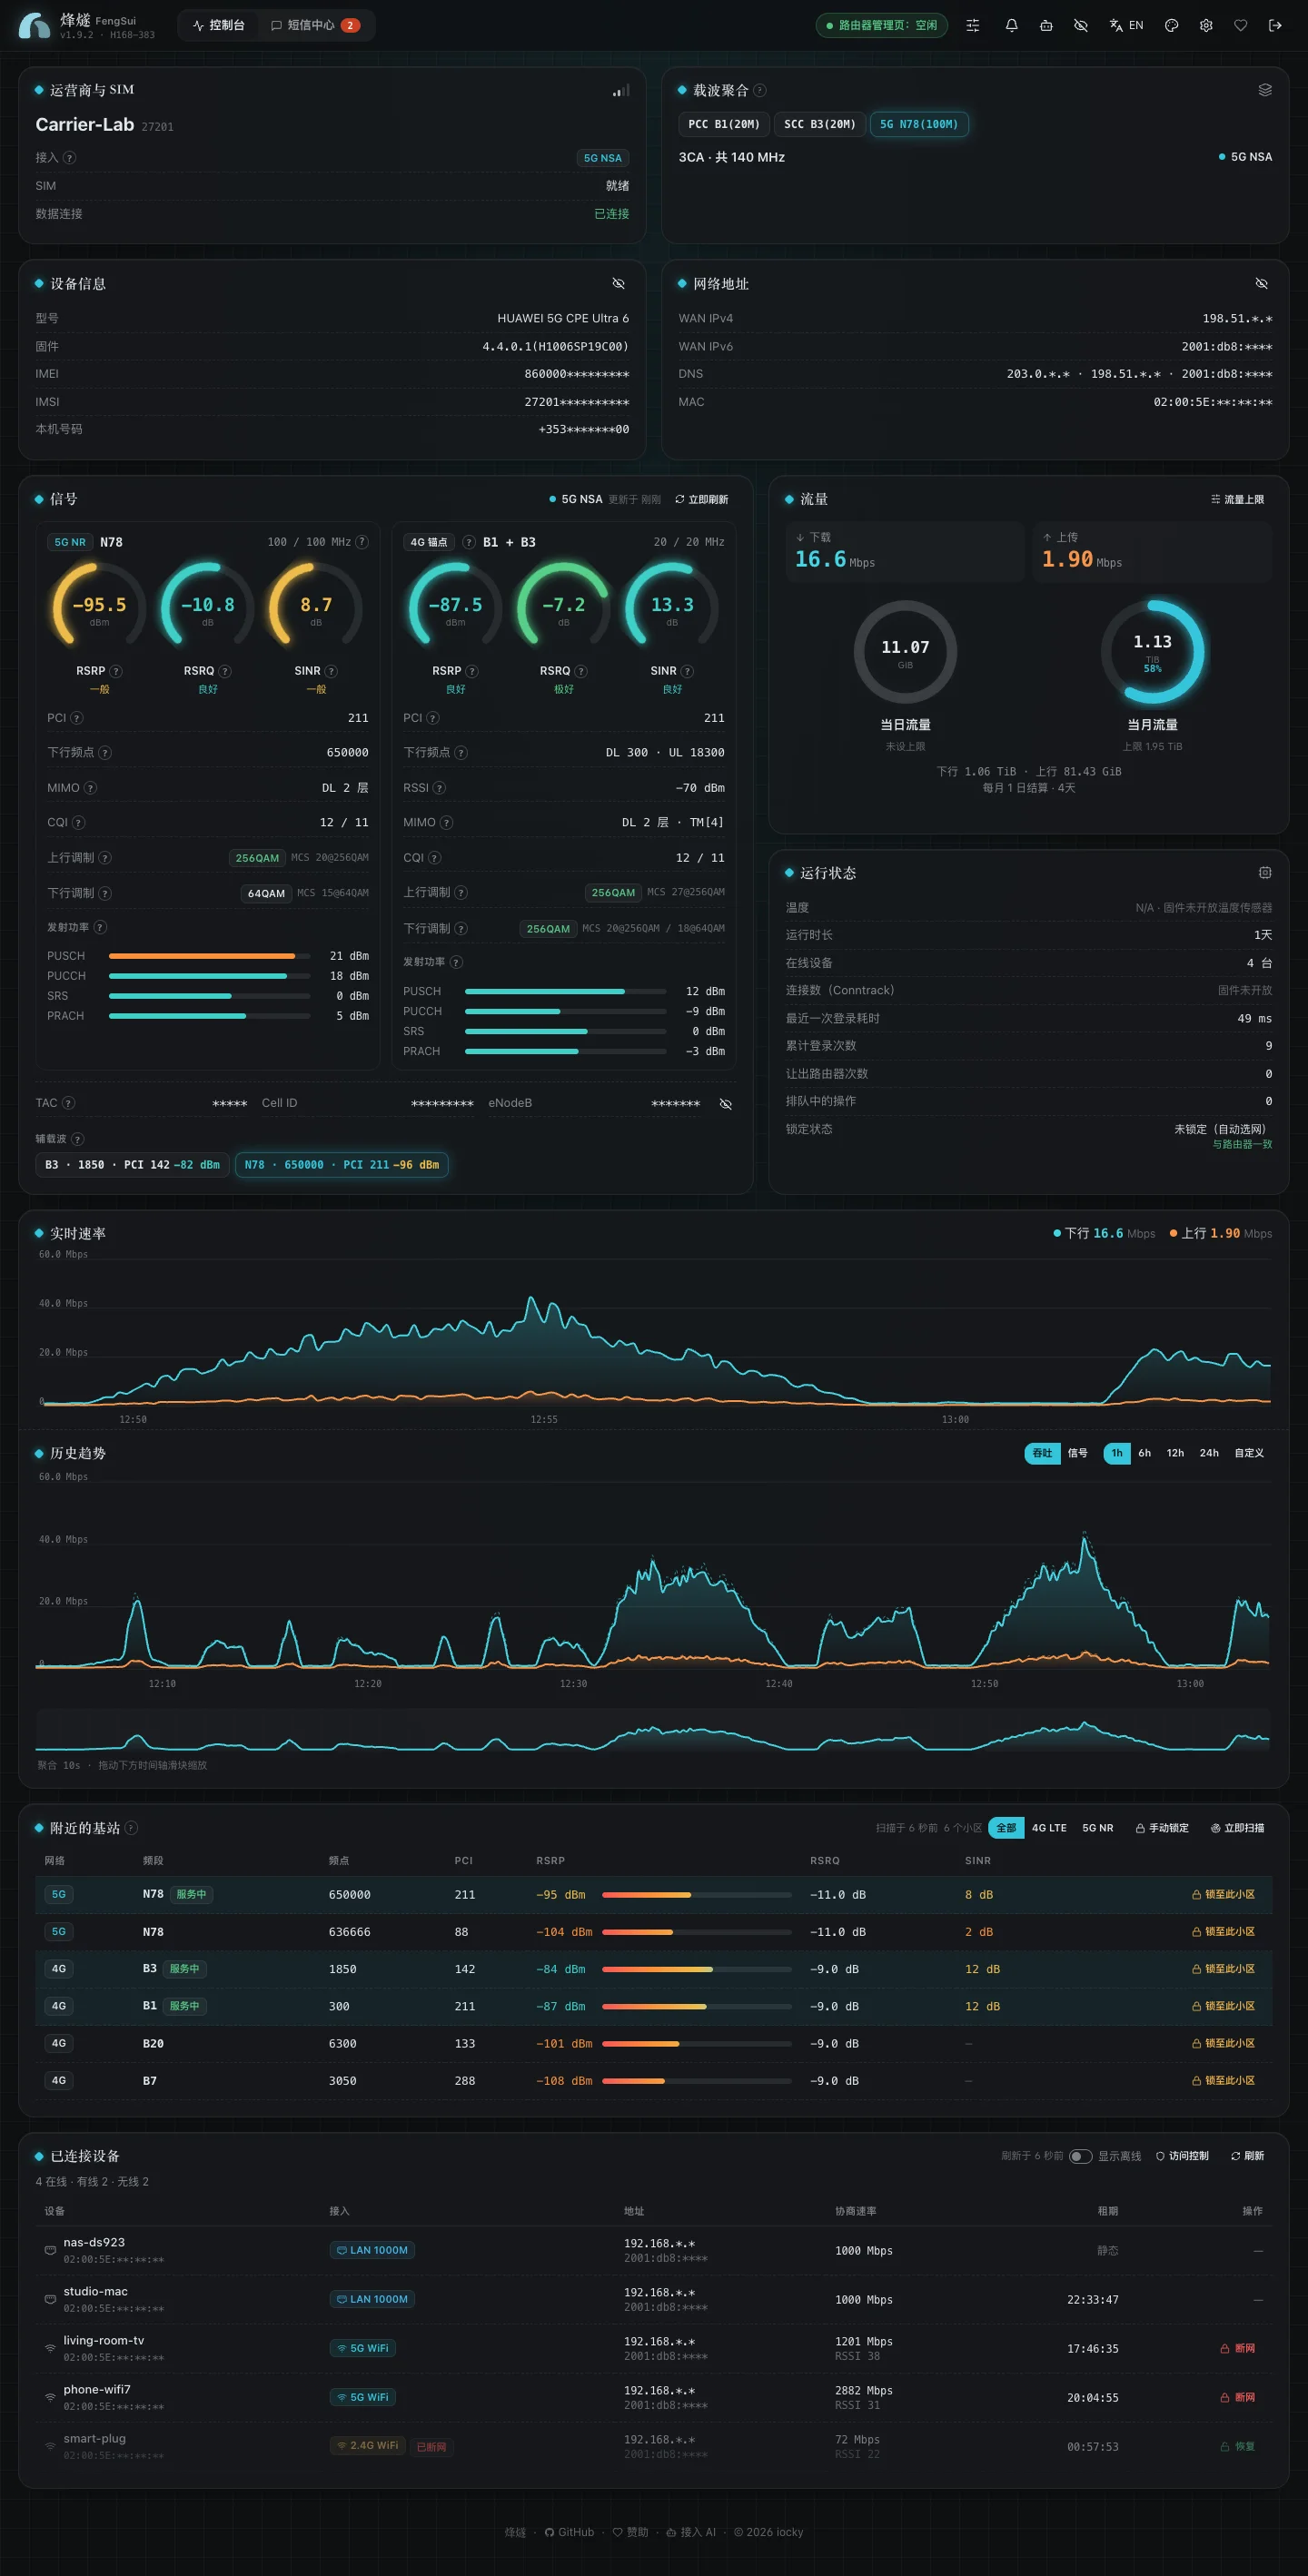 烽燧 FengSui
v1.9.2 · H168-383
控制台
短信中心 2
路由器管理页：空闲
EN
运营商与 SIM
Carrier-Lab 27201
接入 ? 5G NSA
SIM 就绪
数据连接 已连接
载波聚合 ?
PCC B1(20M) SCC B3(20M) 5G N78(100M)
3CA · 共 140 MHz 5G NSA
设备信息
型号 HUAWEI 5G CPE Ultra 6
固件 4.4.0.1(H1006SP19C00)
IMEI 860000*********
IMSI 27201**********
本机号码 +353*******00
网络地址
WAN IPv4 198.51.*.*
WAN IPv6 2001:db8:****
DNS 203.0.*.* · 198.51.*.* · 2001:db8:****
MAC 02:00:5E:**:**:**
信号 5G NSA 更新于 刚刚 立即刷新
5G NR N78 100 / 100 MHz ?
-95.5 dBm -10.8 dB 8.7 dB
RSRP ? RSRQ ? SINR ?
一般 良好 一般
PCI ? 211
下行频点 ? 650000
MIMO ? DL 2 层
CQI ? 12 / 11
上行调制 ? 256QAM MCS 20@256QAM
下行调制 ? 64QAM MCS 15@64QAM
发射功率 ?
PUSCH 21 dBm
PUCCH 18 dBm
SRS 0 dBm
PRACH 5 dBm
4G 锚点 ? B1 + B3 20 / 20 MHz
-87.5 dBm -7.2 dB 13.3 dB
RSRP ? RSRQ ? SINR ?
良好 极好 良好
PCI ? 211
下行频点 ? DL 300 · UL 18300
RSSI ? -70 dBm
MIMO ? DL 2 层 · TM[4]
CQI ? 12 / 11
上行调制 ? 256QAM MCS 27@256QAM
下行调制 ? 256QAM MCS 20@256QAM / 18@64QAM
发射功率 ?
PUSCH 12 dBm
PUCCH -9 dBm
SRS 0 dBm
PRACH -3 dBm
TAC ? ***** Cell ID ********* eNodeB *******
辅载波 ?
B3 · 1850 · PCI 142 -82 dBm N78 · 650000 · PCI 211 -96 dBm
流量 流量上限
↓ 下载 ↑ 上传
16.6 Mbps 1.90 Mbps
11.07 GiB 1.13 TiB 58%
当日流量 当月流量
未设上限 上限 1.95 TiB
下行 1.06 TiB · 上行 81.43 GiB
每月 1 日结算 · 4天
运行状态
温度 N/A · 固件未开放温度传感器
运行时长 1天
在线设备 4 台
连接数（Conntrack） 固件未开放
最近一次登录耗时 49 ms
累计登录次数 9
让出路由器次数 0
排队中的操作 0
锁定状态 未锁定（自动选网）
与路由器一致
实时速率 下行 16.6 Mbps 上行 1.90 Mbps
60.0 Mbps
40.0 Mbps
20.0 Mbps
0
12:50 12:55 13:00
历史趋势 吞吐 信号 1h 6h 12h 24h 自定义
60.0 Mbps
40.0 Mbps
20.0 Mbps
0
12:10 12:20 12:30 12:40 12:50 13:00
聚合 10s · 拖动下方时间轴滑块缩放
附近的基站 ? 扫描于 6 秒前 6 个小区 全部 4G LTE 5G NR 手动锁定 立即扫描
网络 频段 频点 PCI RSRP RSRQ SINR
5G N78 服务中 650000 211 -95 dBm -11.0 dB 8 dB 锁至此小区
5G N78 636666 88 -104 dBm -11.0 dB 2 dB 锁至此小区
4G B3 服务中 1850 142 -84 dBm -9.0 dB 12 dB 锁至此小区
4G B1 服务中 300 211 -87 dBm -9.0 dB 12 dB 锁至此小区
4G B20 6300 133 -101 dBm -9.0 dB — 锁至此小区
4G B7 3050 288 -108 dBm -9.0 dB — 锁至此小区
已连接设备 刷新于 6 秒前 显示离线 访问控制 刷新
4 在线 · 有线 2 · 无线 2
设备 接入 地址 协商速率 租期 操作
nas-ds923 LAN 1000M 192.168.*.* 1000 Mbps 静态 —
02:00:5E:**:**:** 2001:db8:****
studio-mac LAN 1000M 192.168.*.* 1000 Mbps 22:33:47 —
02:00:5E:**:**:** 2001:db8:****
living-room-tv 5G WiFi 192.168.*.* 1201 Mbps 17:46:35 断网
02:00:5E:**:**:** 2001:db8:**** RSSI 38
phone-wifi7 5G WiFi 192.168.*.* 2882 Mbps 20:04:55 断网
02:00:5E:**:**:** 2001:db8:**** RSSI 31
smart-plug 2.4G WiFi 已断网 192.168.*.* 72 Mbps 00:57:53 恢复
02:00:5E:**:**:** 2001:db8:**** RSSI 22
烽燧 · GitHub · 赞助 · 接入 AI · © 2026 iocky